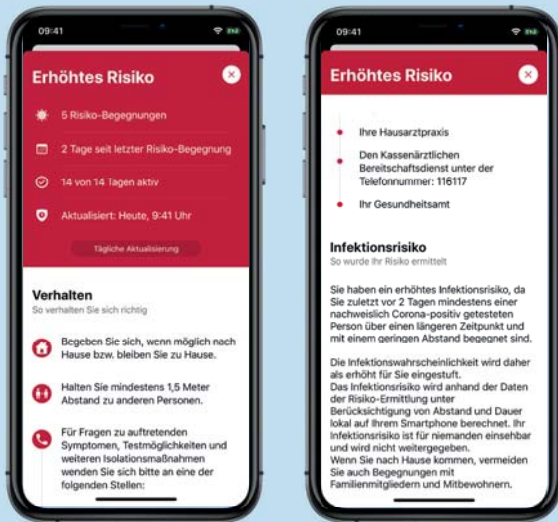 09:41
Erhöhtes Risiko
5 Risiko-Begegnungen
2 Tage seit letzter Risiko-Begegnung
14 von 14 Tagen aktiv
Aktualisiert: Heute, 9:41 Uhr
Tägliche Aktualisierung
Verhalten
So verhalten Sie sich richtig
Begeben Sie sich, wenn möglich nach
Hause bzw. bleiben Sie zu Hause.
Halten Sie mindestens 1,5 Meter
Abstand zu anderen Personen.
Für Fragen zu auftretenden
Symptomen, Testmöglichkeiten und
weiteren Isolationsmaßnahmen
wenden Sie sich bitte an eine der
folgenden Stellen:
09:41
Erhöhtes Risiko
Ihre Hausarztpraxis
Den Kassenärztlichen
Bereitschaftsdienst unter der
Telefonnummer: 116117
Ihr Gesundheitsamt
Infektionsrisiko
So wurde Ihr Risiko ermittelt
Sie haben ein erhöhtes Infektionsrisiko, da
Sie zuletzt vor 2 Tagen mindestens einer
nachweislich Corona-positiv getesteten
Person über einen längeren Zeitpunkt und
mit einem geringen Abstand begegnet sind.
Die Infektionswahrscheinlichkeit wird daher
als erhöht für Sie eingestuft.
Das Infektionsrisiko wird anhand der Daten
der Risiko-Ermittlung unter
Berücksichtigung von Abstand und Dauer
lokal auf Ihrem Smartphone berechnet. Ihr
Infektionsrisiko ist für niemanden einsehbar
und wird nicht weitergegeben.
Wenn Sie nach Hause kommen, vermeiden
Sie auch Begegnungen mit
Familienmitgliedern und Mitbewohnern.